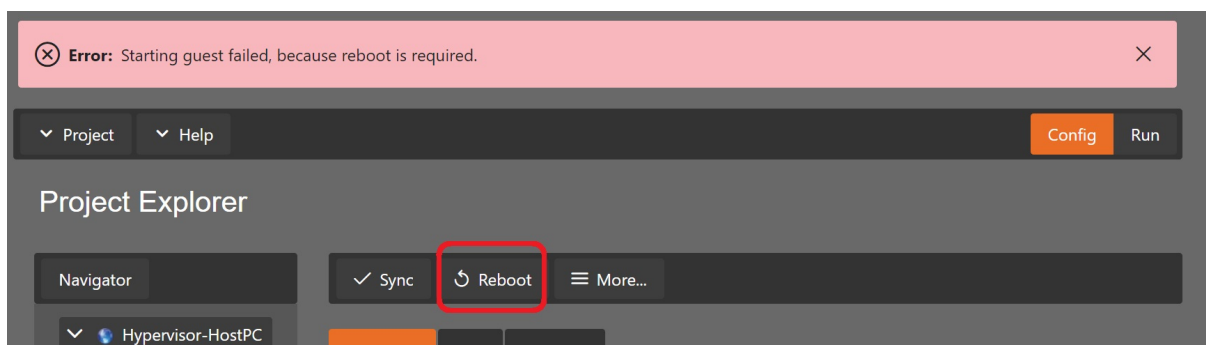 Error: Starting guest failed, because reboot is required.
Project Help Config Run
Project Explorer
Navigator Sync Reboot More...
Hypervisor-HostPC